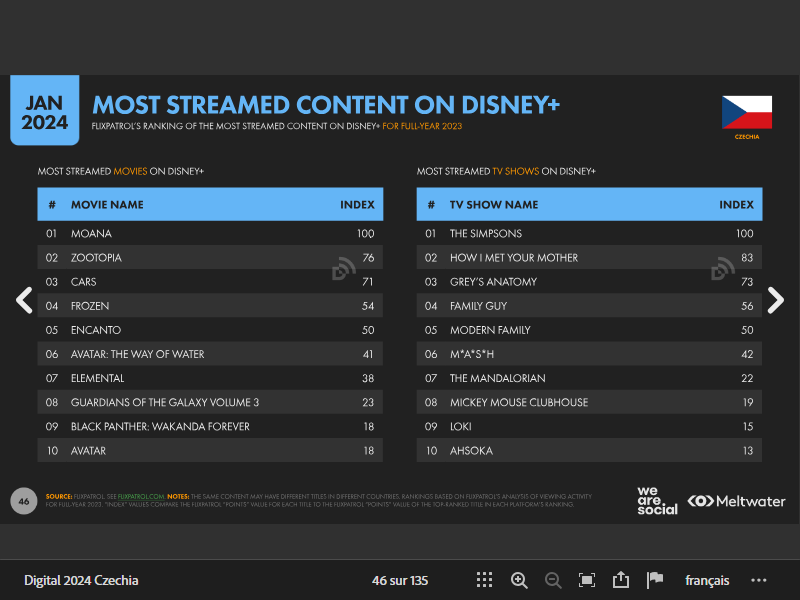 JAN
2024
MOST STREAMED CONTENT ON DISNEY+
FLIXPATROL'S RANKING OF THE MOST STREAMED CONTENT ON DISNEY+ FOR FULL-YEAR 2023
CZECHIA
MOST STREAMED MOVIES ON DISNEY+
# MOVIE NAME INDEX
01 MOANA 100
02 ZOOTOPIA 76
03 CARS 71
04 FROZEN 54
05 ENCANTO 50
06 AVATAR: THE WAY OF WATER 41
07 ELEMENTAL 38
08 GUARDIANS OF THE GALAXY VOLUME 3 23
09 BLACK PANTHER: WAKANDA FOREVER 18
10 AVATAR 18
MOST STREAMED TV SHOWS ON DISNEY+
# TV SHOW NAME INDEX
01 THE SIMPSONS 100
02 HOW I MET YOUR MOTHER 83
03 GREY'S ANATOMY 73
04 FAMILY GUY 56
05 MODERN FAMILY 50
06 M*A*S*H 42
07 THE MANDALORIAN 22
08 MICKEY MOUSE CLUBHOUSE 19
09 LOKI 15
10 AHSOKA 13
46
SOURCE: FLIXPATROL. SEE FLIXPATROL.COM. NOTES: THE SAME CONTENT MAY HAVE DIFFERENT TITLES IN DIFFERENT COUNTRIES. RANKINGS BASED ON FLIXPATROL'S ANALYSIS OF VIEWING ACTIVITY
FOR FULL-YEAR 2023. "INDEX" VALUES COMPARE THE FLIXPATROL "POINTS" VALUE FOR EACH TITLE TO THE FLIXPATROL "POINTS" VALUE OF THE TOP-RANKED TITLE IN EACH PLATFORM'S RANKING.
we
are
social
Meltwater
Digital 2024 Czechia
46 sur 135
français